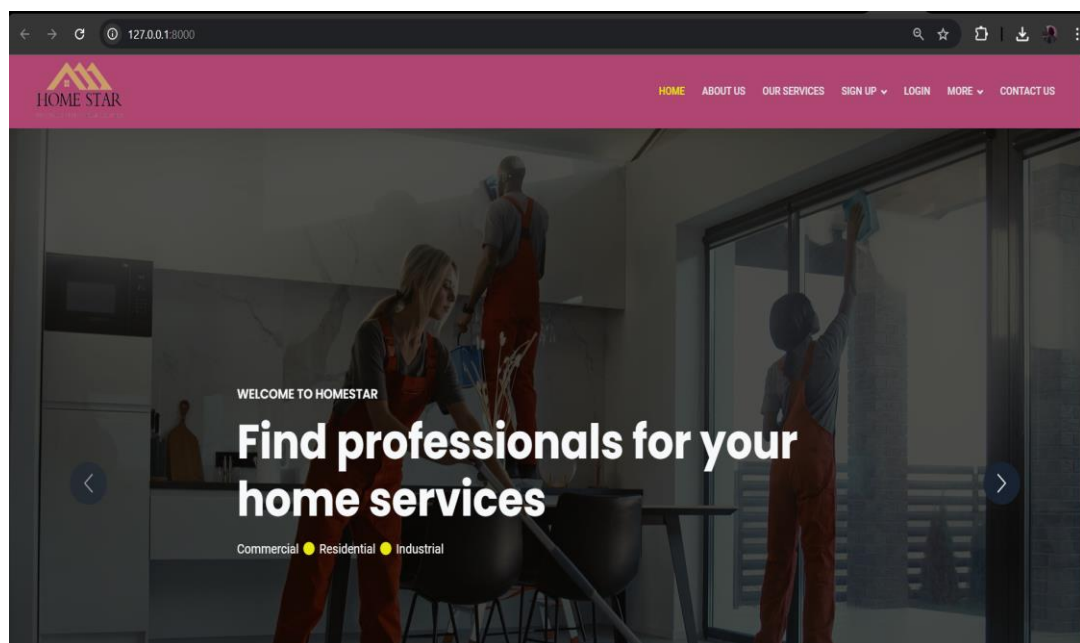 127.0.0.1:8000
HOME STAR
HOME ABOUT US OUR SERVICES SIGN UP LOGIN MORE CONTACT US
WELCOME TO HOMESTAR
Find professionals for your
home services
Commercial Residential Industrial